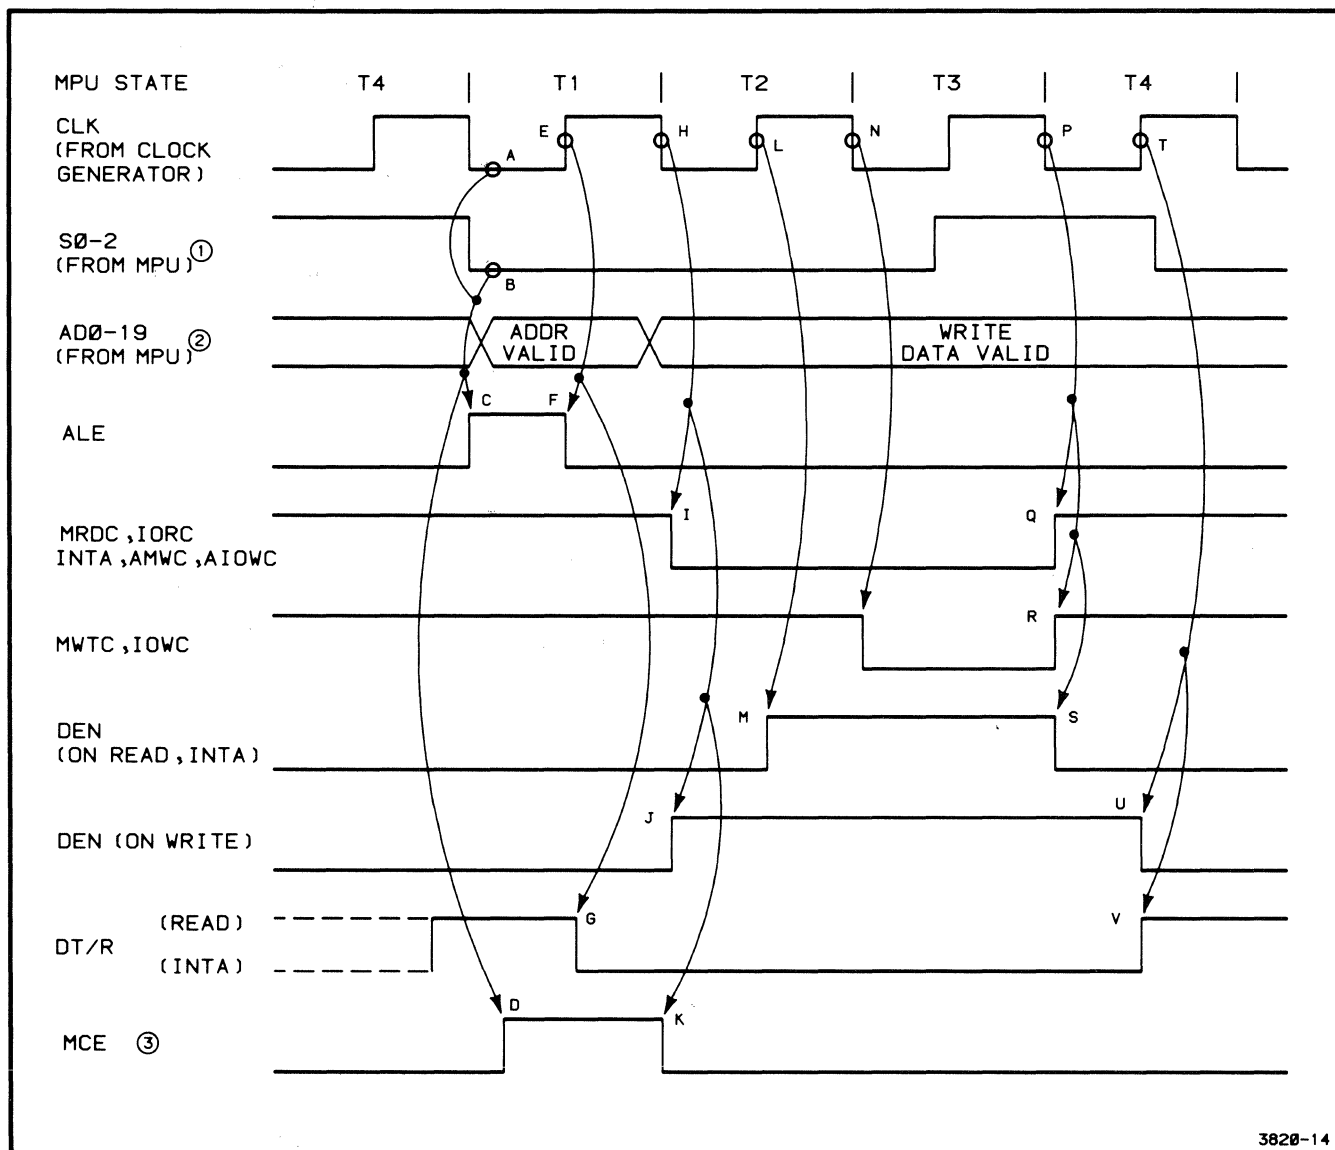 MPU STATE T4 | T1 | T2 | T3 | T4 |
CLK
(FROM CLOCK
GENERATOR)
A E H L N P T
SØ-2 ①
(FROM MPU)
B
ADØ-19 ②
(FROM MPU)
ADDR
VALID
WRITE
DATA VALID
ALE
C F
MRDC,IORC
INTA,AMWC,AIOWC
I Q
MWTC,IOWC
R
DEN
(ON READ,INTA)
M S
DEN (ON WRITE)
J U
DT/R
(READ)
(INTA)
G V
MCE ③
D K
3820-14